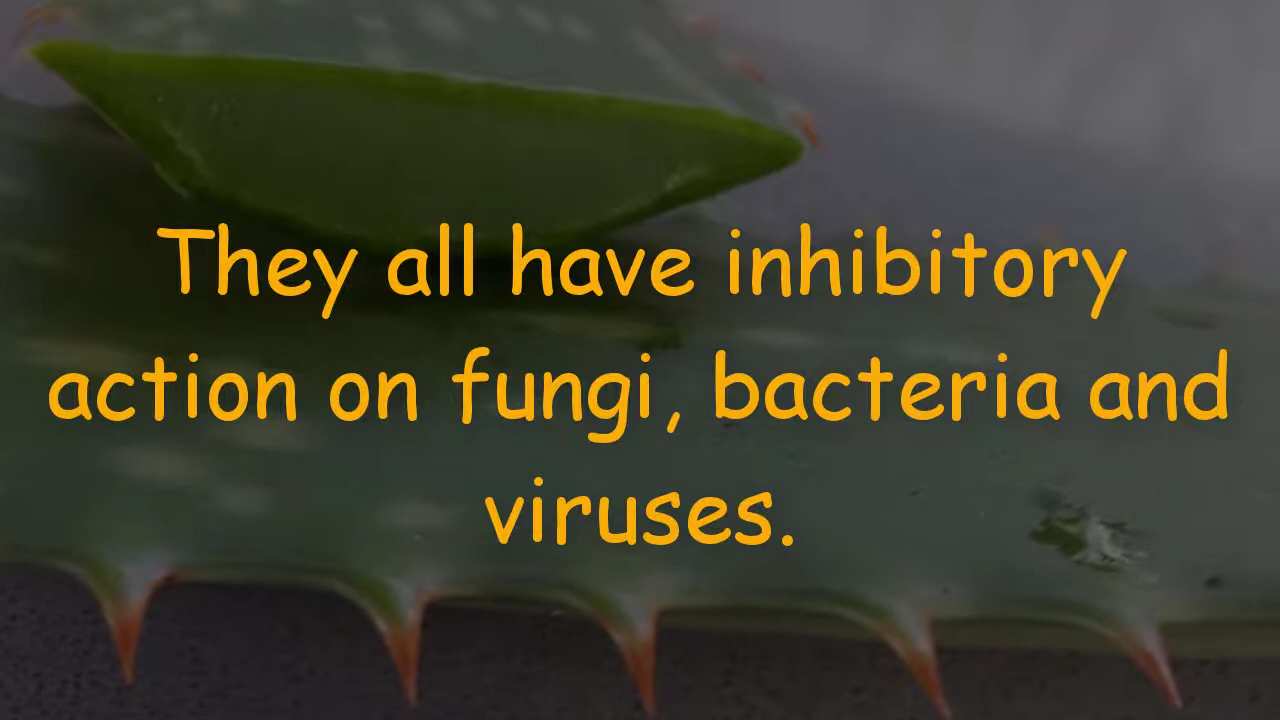 They all have inhibitory
action on fungi, bacteria and
viruses.